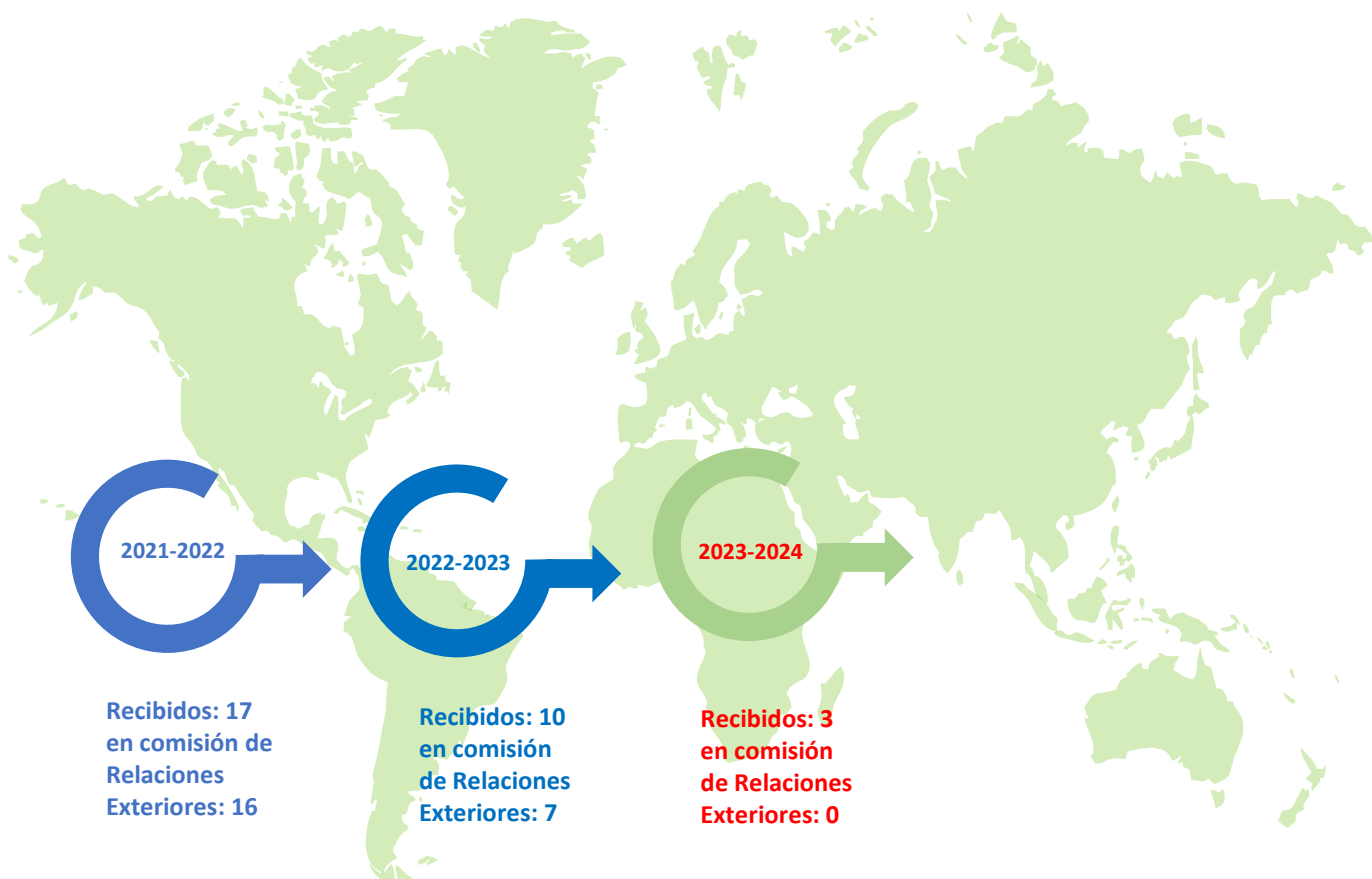 2021-2022
Recibidos: 17
en comisión de
Relaciones
Exteriores: 16
2022-2023
Recibidos: 10
en comisión
de Relaciones
Exteriores: 7
2023-2024
Recibidos: 3
en comisión
de Relaciones
Exteriores: 0